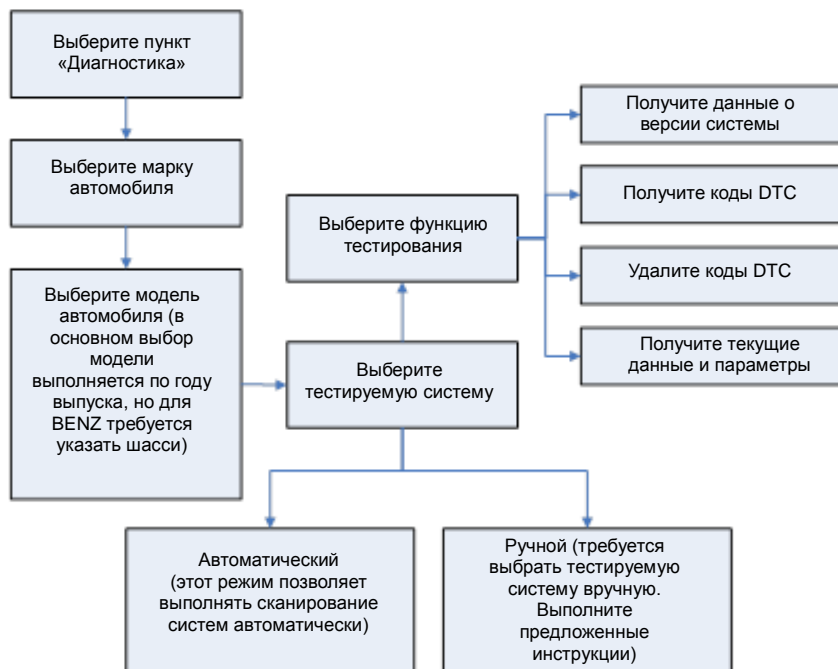 Выберите пункт
«Диагностика»
Выберите марку
автомобиля
Выберите модель
автомобиля (в
основном выбор
модели
выполняется по году
выпуска, но для
BENZ требуется
указать шасси)
Выберите
тестируемую систему
Выберите функцию
тестирования
Получите данные о
версии системы
Получите коды DTC
Удалите коды DTC
Получите текущие
данные и параметры
Автоматический
(этот режим позволяет
выполнять сканирование
систем автоматически)
Ручной (требуется
выбрать тестируемую
систему вручную.
Выполните
предложенные
инструкции)